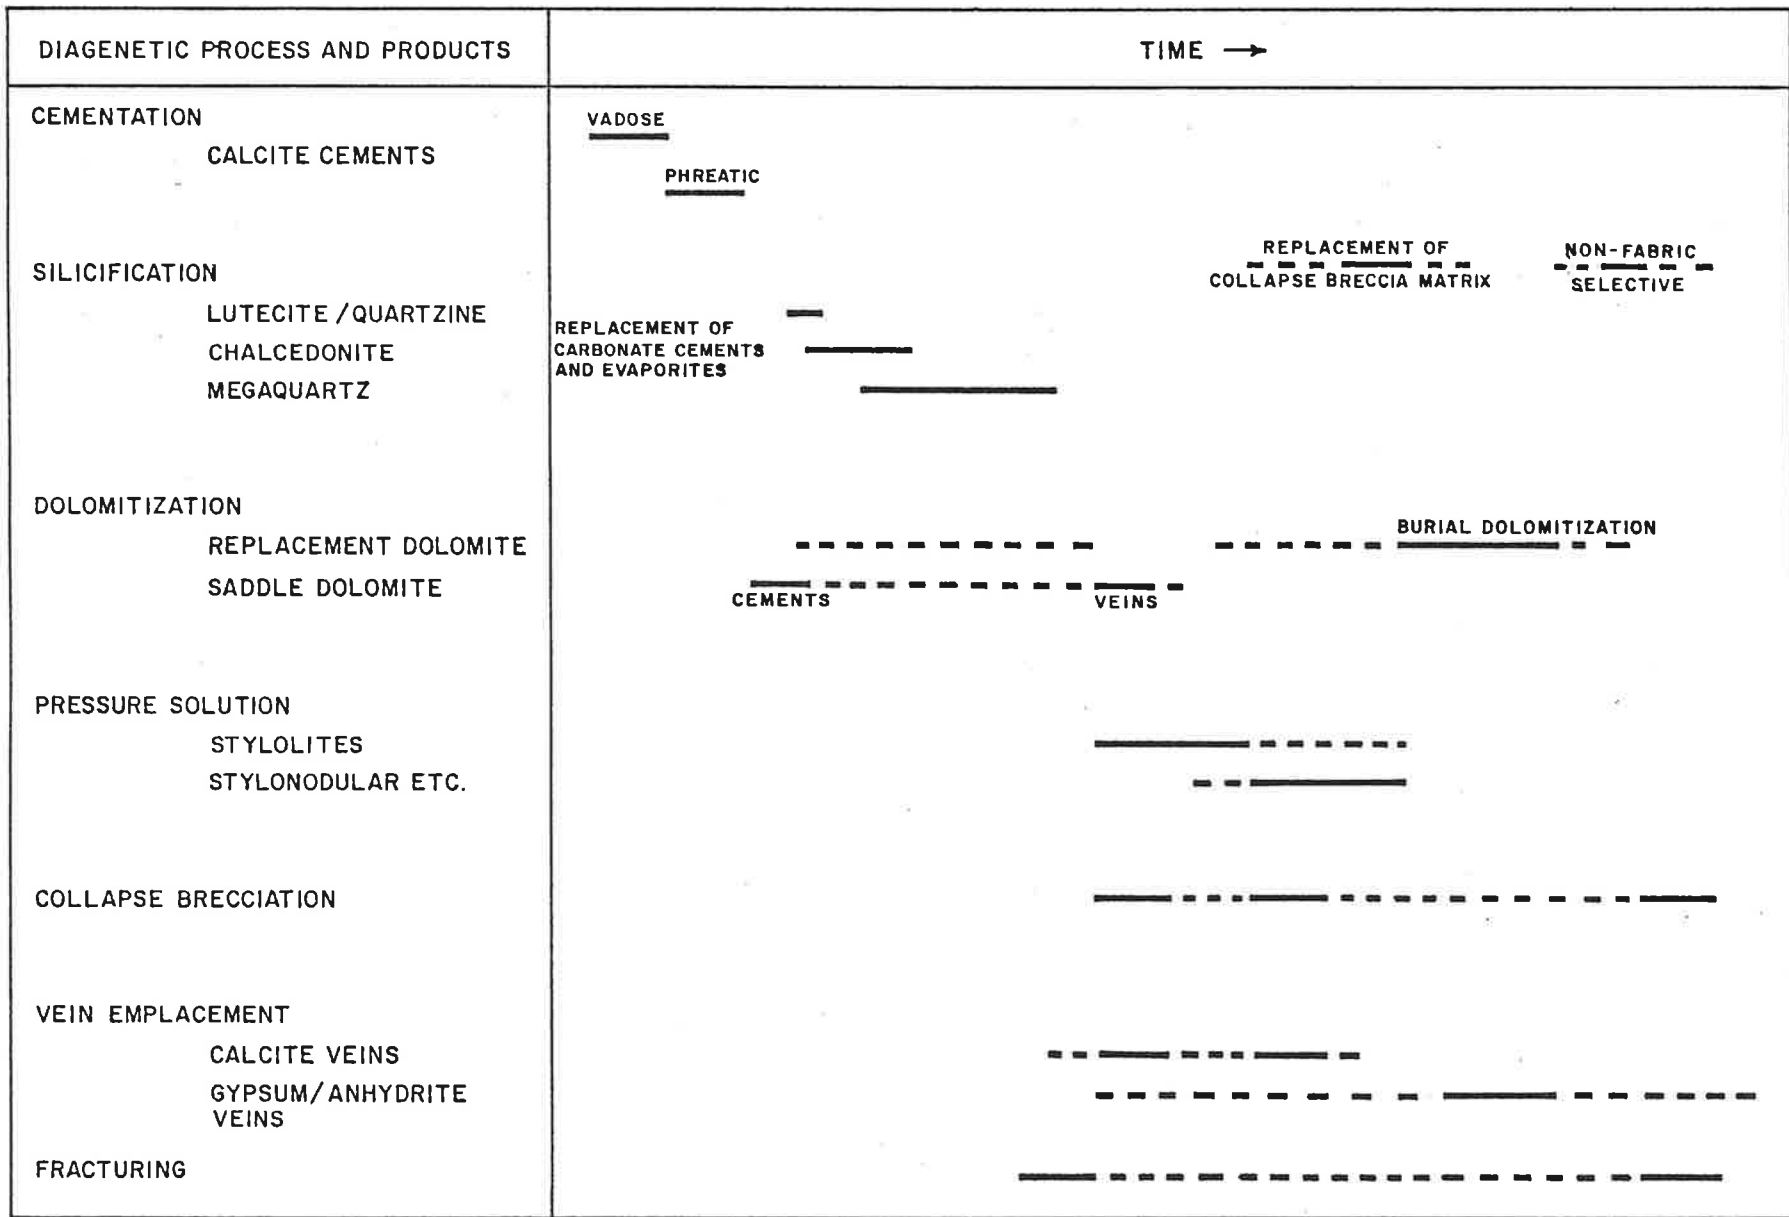 DIAGENETIC PROCESS AND PRODUCTS
TIME →
CEMENTATION
VADOSE
CALCITE CEMENTS
PHREATIC
SILICIFICATION
REPLACEMENT OF
COLLAPSE BRECCIA MATRIX
NON-FABRIC
SELECTIVE
LUTECITE/QUARTZINE
CHALCEDONITE
MEGAQUARTZ
REPLACEMENT OF
CARBONATE CEMENTS
AND EVAPORITES
DOLOMITIZATION
REPLACEMENT DOLOMITE
BURIAL DOLOMITIZATION
SADDLE DOLOMITE
CEMENTS
VEINS
PRESSURE SOLUTION
STYLOLITES
STYLONODULAR ETC.
COLLAPSE BRECCIATION
VEIN EMPLACEMENT
CALCITE VEINS
GYPSUM/ANHYDRITE
VEINS
FRACTURING